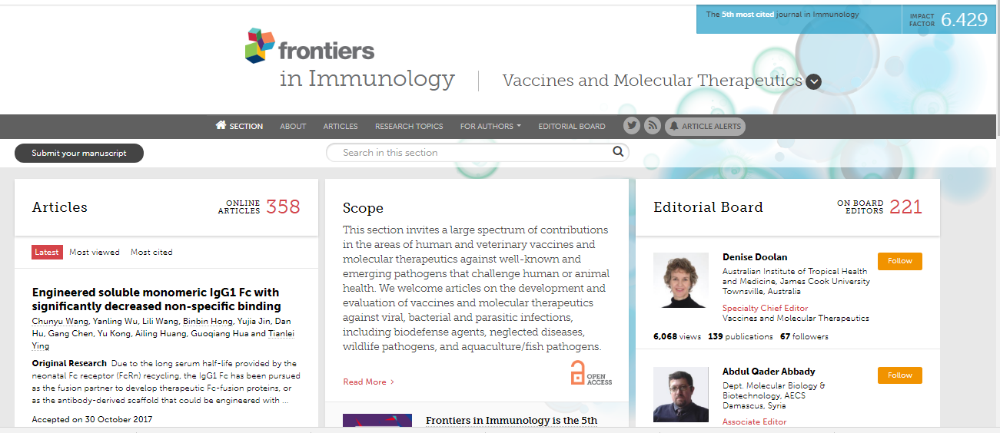 The 5th most cited journal in Immunology
IMPACT
FACTOR 6.429
frontiers
in Immunology
Vaccines and Molecular Therapeutics
SECTION ABOUT ARTICLES RESEARCH TOPICS FOR AUTHORS EDITORIAL BOARD ARTICLE ALERTS
Submit your manuscript
Search in this section
Articles
ONLINE
ARTICLES 358
Latest Most viewed Most cited
Engineered soluble monomeric IgG1 Fc with
significantly decreased non-specific binding
Chunyu Wang, Yanling Wu, Lili Wang, Binbin Hong, Yujia Jin, Dan
Hu, Gang Chen, Yu Kong, Ailing Huang, Guoqiang Hua and Tianlei
Ying
Original Research Due to the long serum half-life provided by the
neonatal Fc receptor (FcRn) recycling, the IgG1 Fc has been pursued
as the fusion partner to develop therapeutic Fc-fusion proteins, or
as the antibody-derived scaffold that could be engineered with ...
Accepted on 30 October 2017
Scope
This section invites a large spectrum of contributions
in the areas of human and veterinary vaccines and
molecular therapeutics against well-known and
emerging pathogens that challenge human or animal
health. We welcome articles on the development and
evaluation of vaccines and molecular therapeutics
against viral, bacterial and parasitic infections,
including biodefense agents, neglected diseases,
wildlife pathogens, and aquaculture/fish pathogens.
Read More
OPEN
ACCESS
Frontiers in Immunology is the 5th
Editorial Board
ON BOARD
EDITORS 221
Denise Doolan
Follow
Australian Institute of Tropical Health
and Medicine, James Cook University
Townsville, Australia
Specialty Chief Editor
Vaccines and Molecular Therapeutics
6,068 views 139 publications 67 followers
Abdul Qader Abbady
Follow
Dept. Molecular Biology &
Biotechnology, AECS
Damascus, Syria
Associate Editor